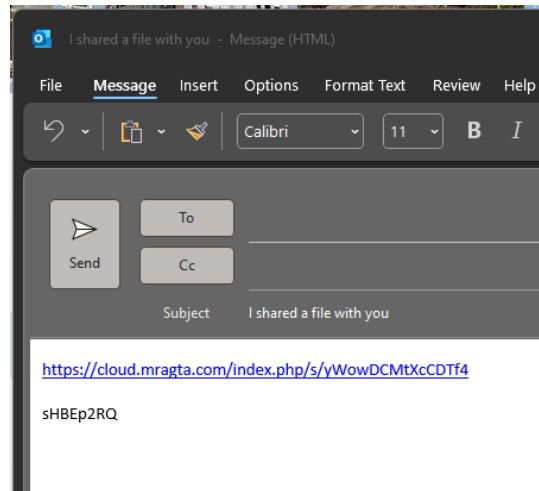 I shared a file with you - Message (HTML)
File Message Insert Options Format Text Review Help
Calibri 11 B I
To
Send Cc
Subject I shared a file with you
https://cloud.mragta.com/index.php/s/yWowDCMtXcCDTf4
sHBEp2RQ